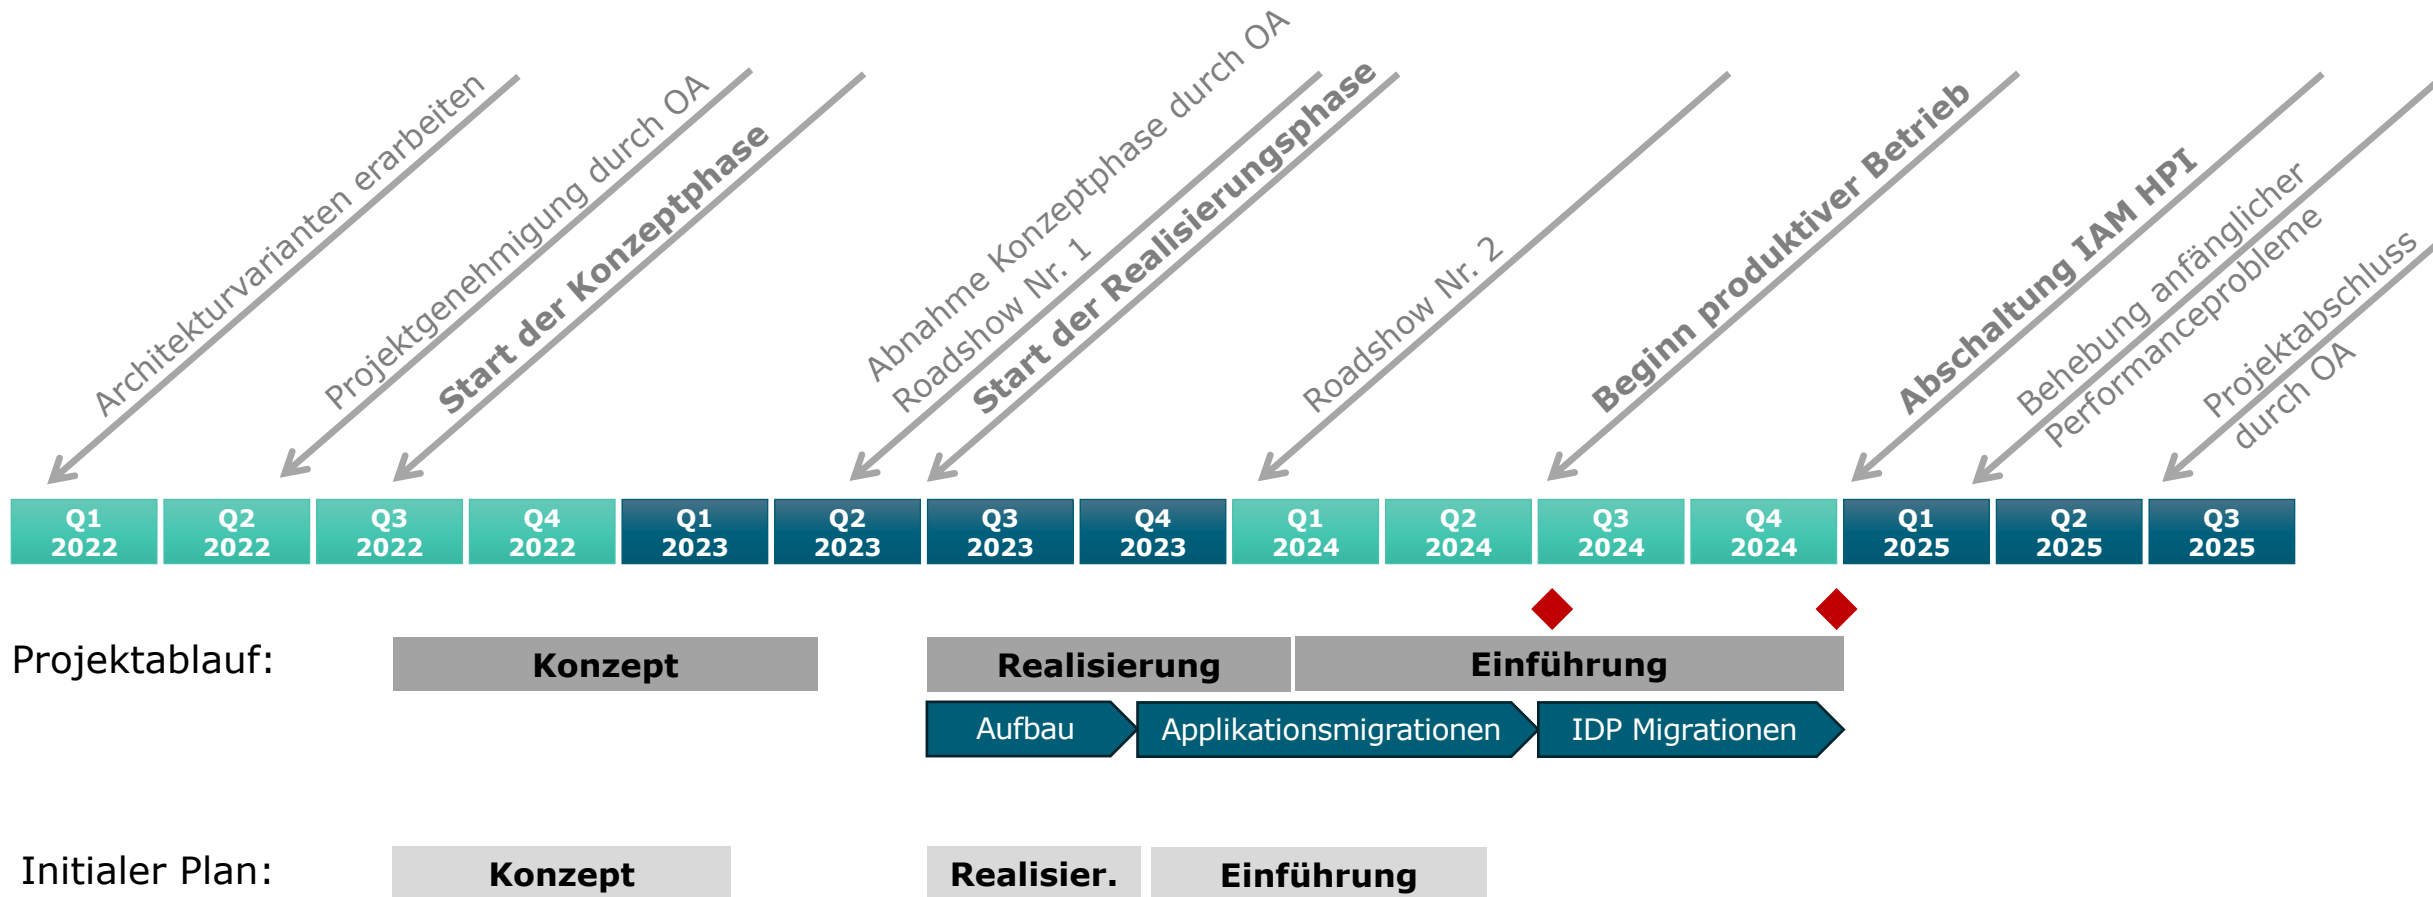 Architekturvarianten erarbeiten
Projektgenehmigung durch OA
Start der Konzeptphase
Abnahme Konzeptphase durch OA
Roadshow Nr. 1
Start der Realisierungsphase
Roadshow Nr. 2
Beginn produktiver Betrieb
Abschaltung IAM HPI
Behebung anfänglicher
Performanceprobleme
Projektabschluss
durch OA
Q1
2022
Q2
2022
Q3
2022
Q4
2022
Q1
2023
Q2
2023
Q3
2023
Q4
2023
Q1
2024
Q2
2024
Q3
2024
Q4
2024
Q1
2025
Q2
2025
Q3
2025
Projektablauf:
Konzept
Realisierung
Einführung
Aufbau
Applikationsmigrationen
IDP Migrationen
Initialer Plan:
Konzept
Realisier.
Einführung